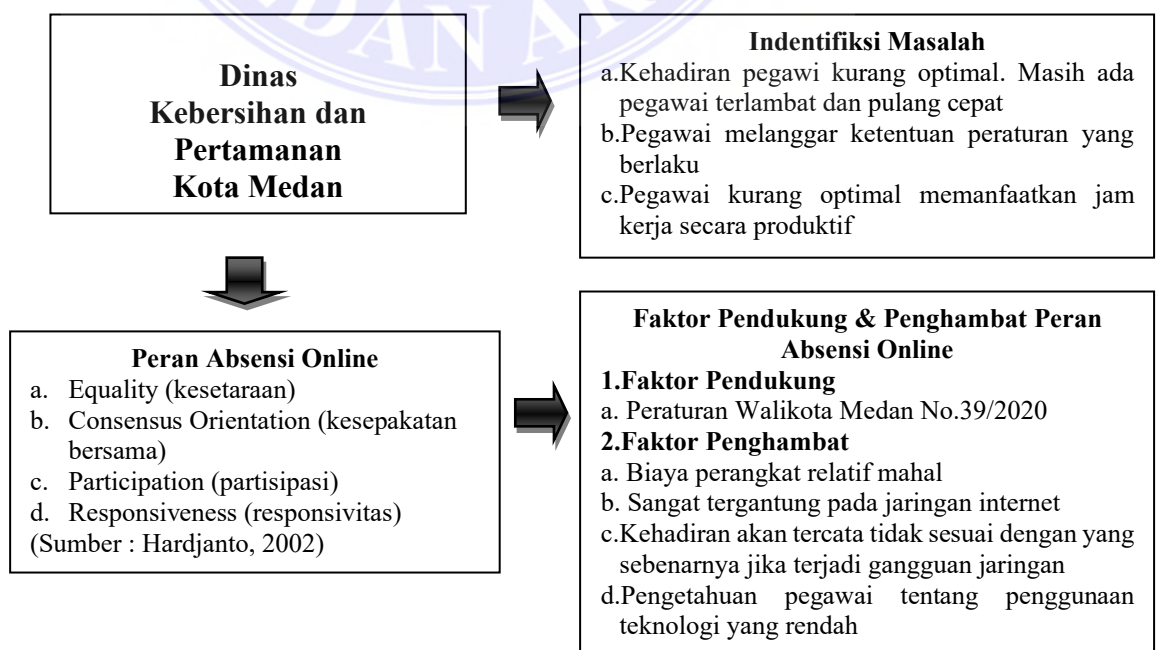 Dinas
Kebersihan dan
Pertamanan
Kota Medan
Indentifiksi Masalah
a.Kehadiran pegawi kurang optimal. Masih ada
pegawai terlambat dan pulang cepat
b.Pegawai melanggar ketentuan peraturan yang
berlaku
c.Pegawai kurang optimal memanfaatkan jam
kerja secara produktif
Peran Absensi Online
a. Equality (kesetaraan)
b. Consensus Orientation (kesepakatan
bersama)
c. Participation (partisipasi)
d. Responsiveness (responsivitas)
(Sumber : Hardjanto, 2002)
Faktor Pendukung & Penghambat Peran
Absensi Online
1.Faktor Pendukung
a. Peraturan Walikota Medan No.39/2020
2.Faktor Penghambat
a. Biaya perangkat relatif mahal
b. Sangat tergantung pada jaringan internet
c.Kehadiran akan tercata tidak sesuai dengan yang
sebenarnya jika terjadi gangguan jaringan
d.Pengetahuan pegawai tentang penggunaan
teknologi yang rendah